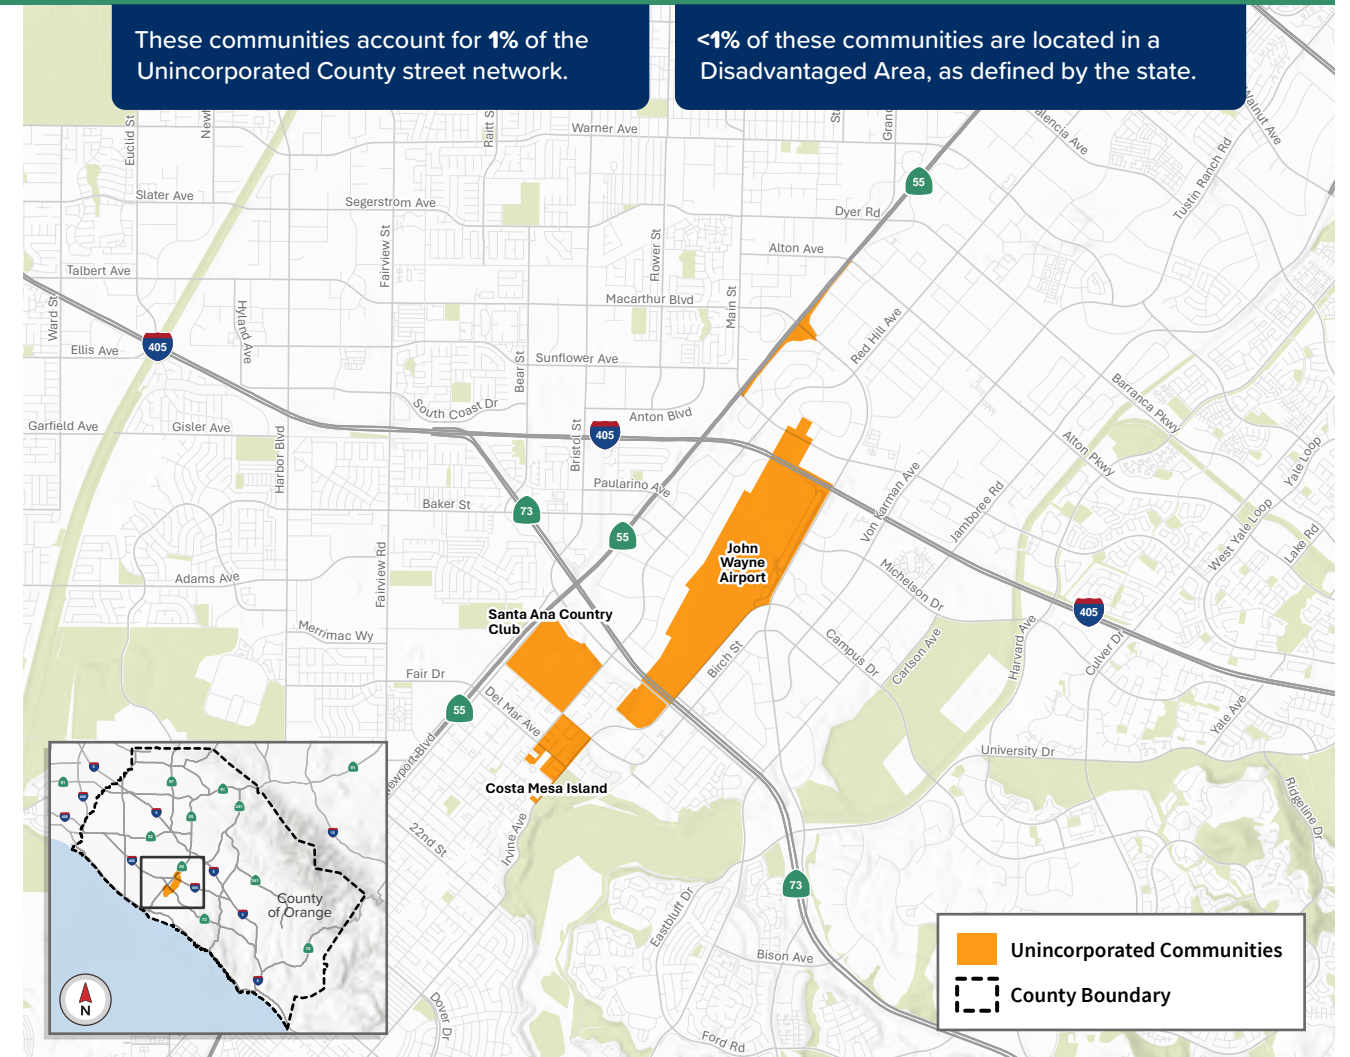 These communities account for 1% of the
Unincorporated County street network.
<1% of these communities are located in a
Disadvantaged Area, as defined by the state.
Euclid St
Raitt S
Warner Ave
Walnut Ave
Tustin Ranch Rd
Slater Ave
Segerstrom Ave
55
Dyer Rd
Fairview St
Flower St
Alton Ave
Talbert Ave
Macarthur Blvd
Main St
Ward St
Hyland Ave
Red Hill Ave
405
Ellis Ave
Sunflower Ave
Bear St
Barranca Pkwy
South Coast Dr
Anton Blvd
Garfield Ave
Gisler Ave
Harbor Blvd
Bristol St
405
Alton Pkwy
Yale Loop
Paularino Ave
Baker St
73
Von Karman Ave
Jamboree Rd
West Yale Loop
Lake Rd
55
John
Wayne
Airport
Fairview Rd
Adams Ave
Michelson Dr
405
Santa Ana Country
Club
Merrimac Wy
Campus Dr
Carlson Ave
Harvard Ave
Culver Dr
Birch St
Fair Dr
Del Mar Ave
55
Yale Ave
University Dr
Costa Mesa Island
Ridgeline Dr
22nd St
Irvine Ave
73
Eastbluff Dr
Bison Ave
Dover Dr
Ford Rd
County
of Orange
N
Unincorporated Communities
County Boundary